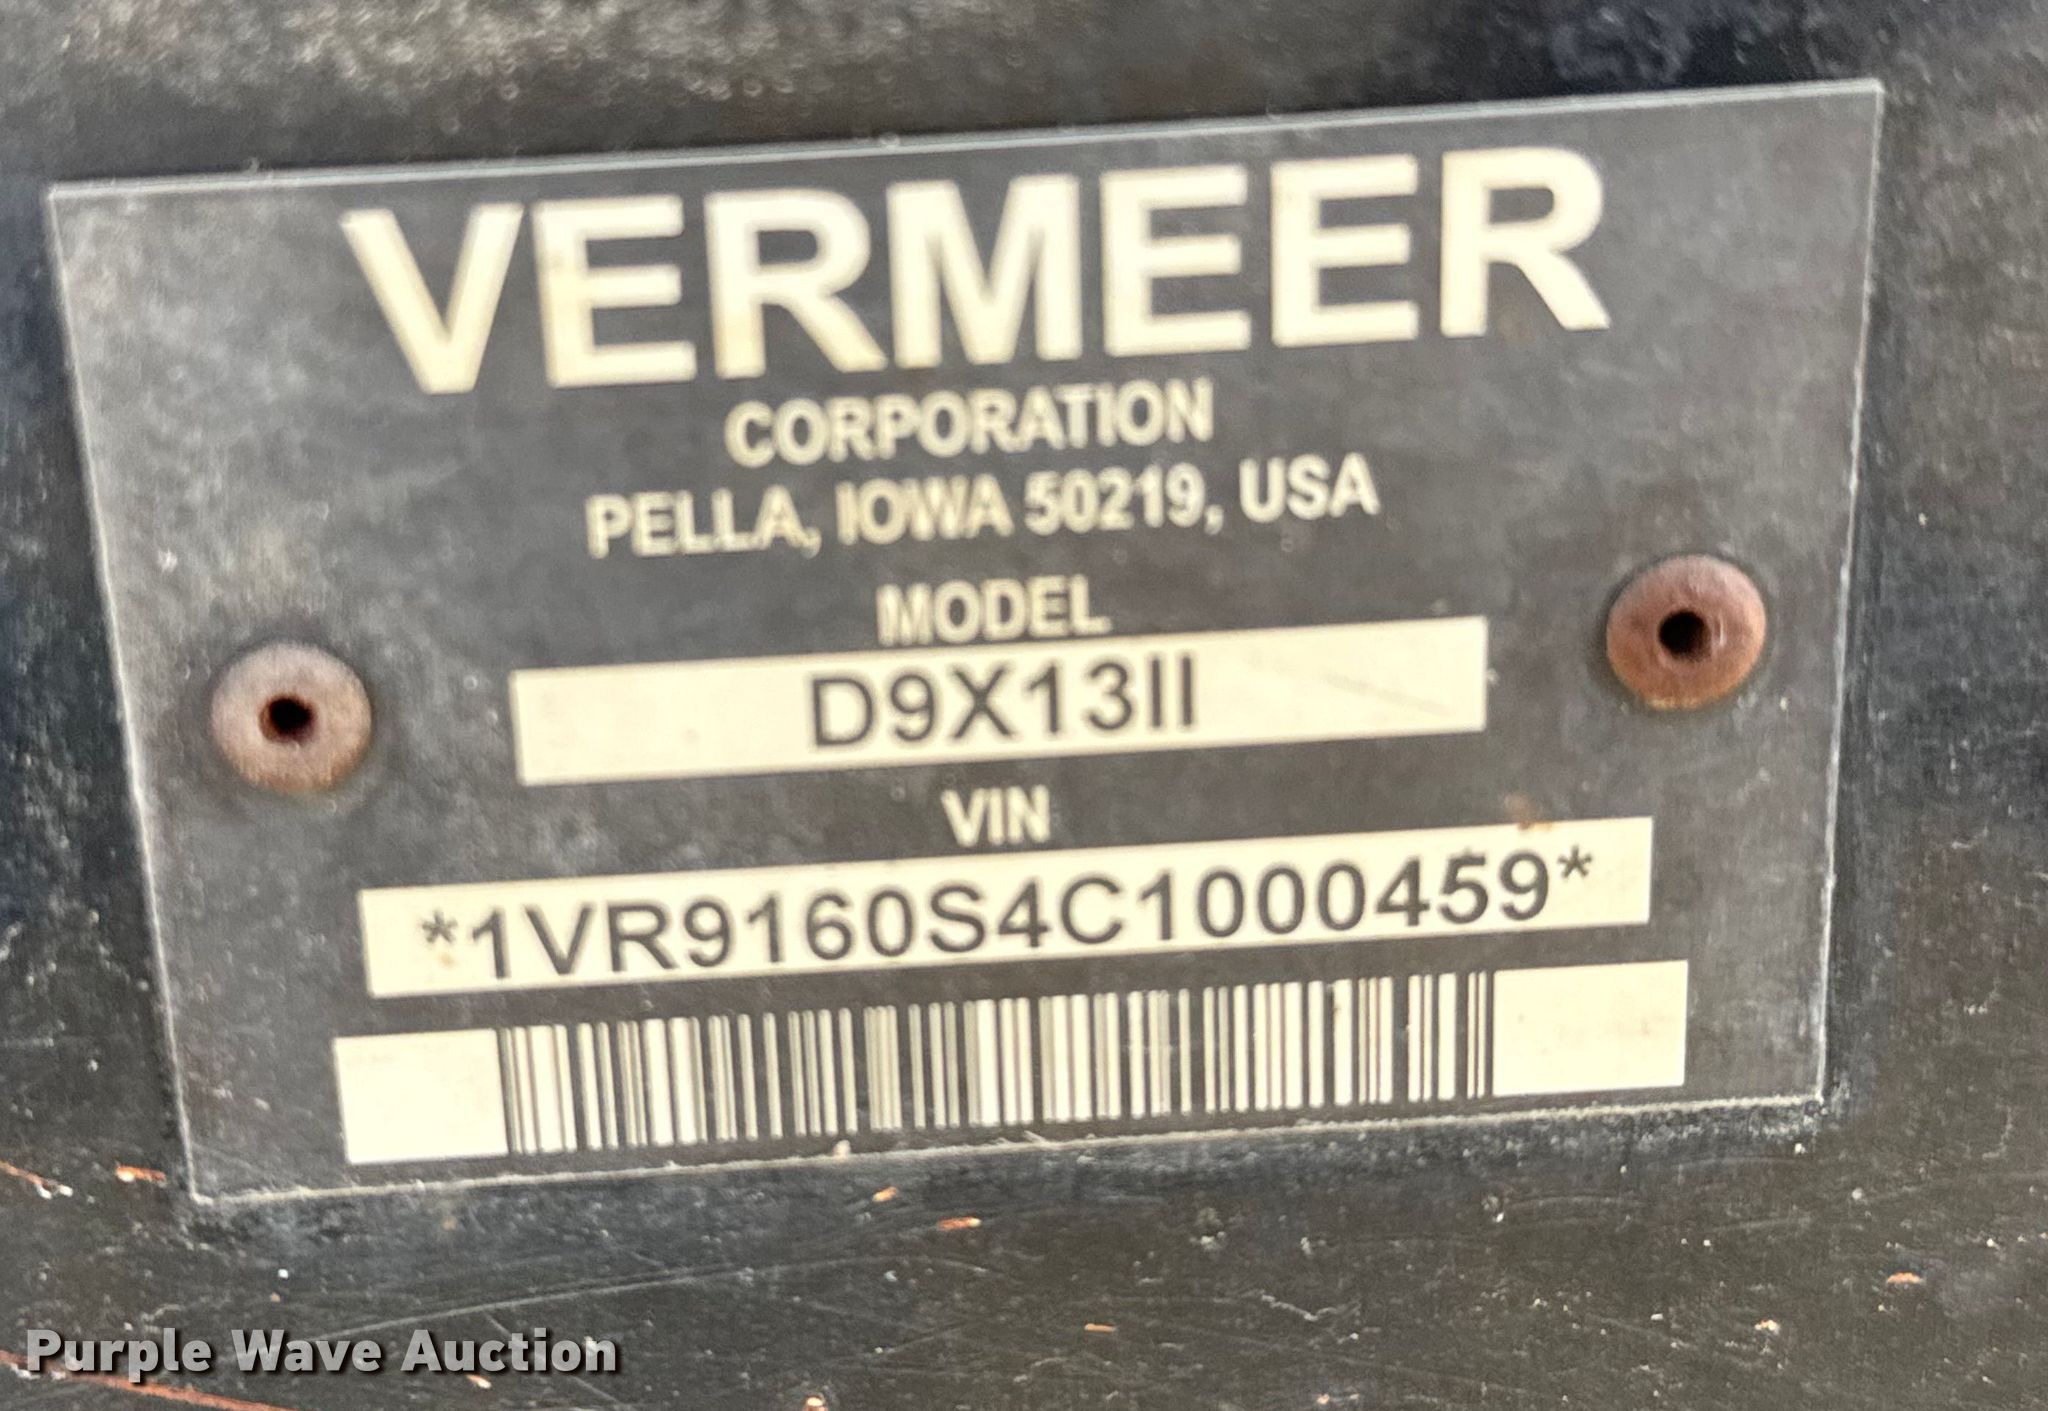 VERMEER
CORPORATION
PELLA, IOWA 50219, USA
MODEL
D9X13II
VIN
*1VR9160S4C1000459*
Purple Wave Auction